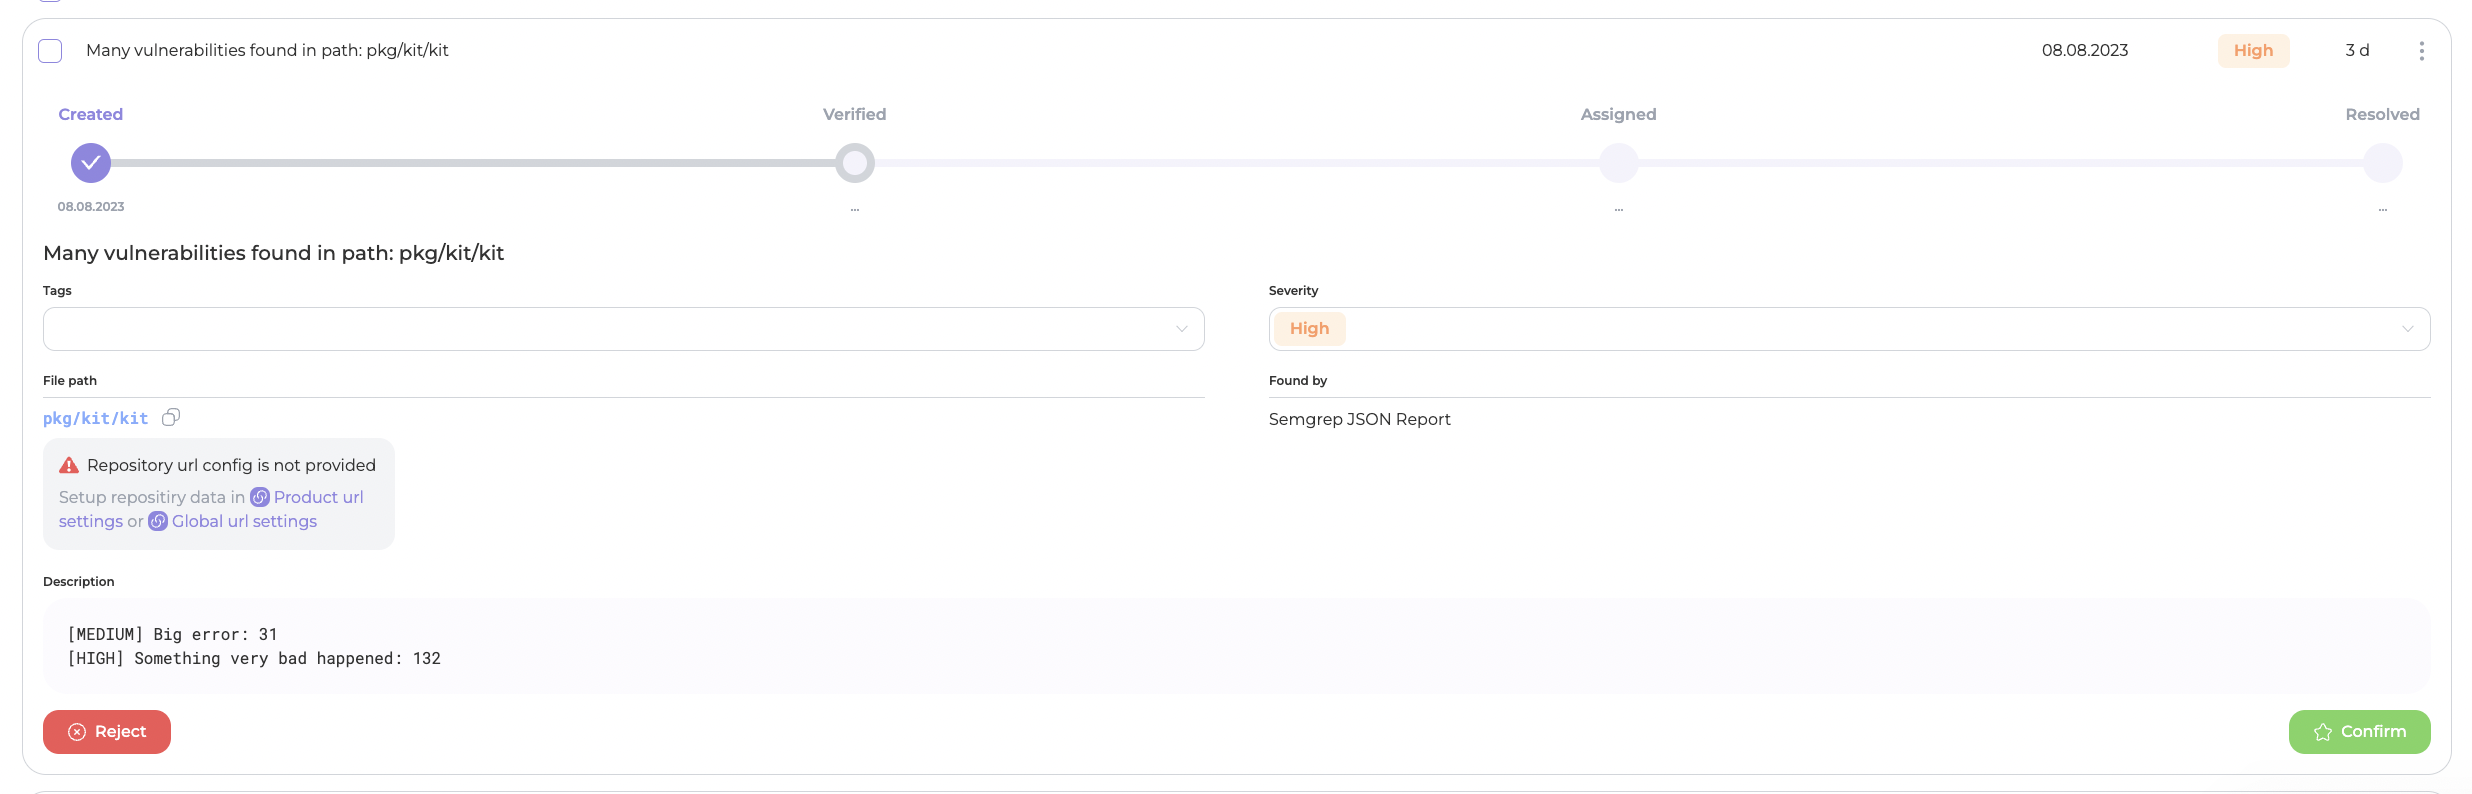 Many vulnerabilities found in path: pkg/kit/kit 08.08.2023 High 3 d
Created Verified Assigned Resolved
08.08.2023 ... ... ...
Many vulnerabilities found in path: pkg/kit/kit
Tags Severity
High
File path Found by
pkg/kit/kit Semgrep JSON Report
Repository url config is not provided
Setup repositiry data in Product url
settings or Global url settings
Description
[MEDIUM] Big error: 31
[HIGH] Something very bad happened: 132
Reject Confirm